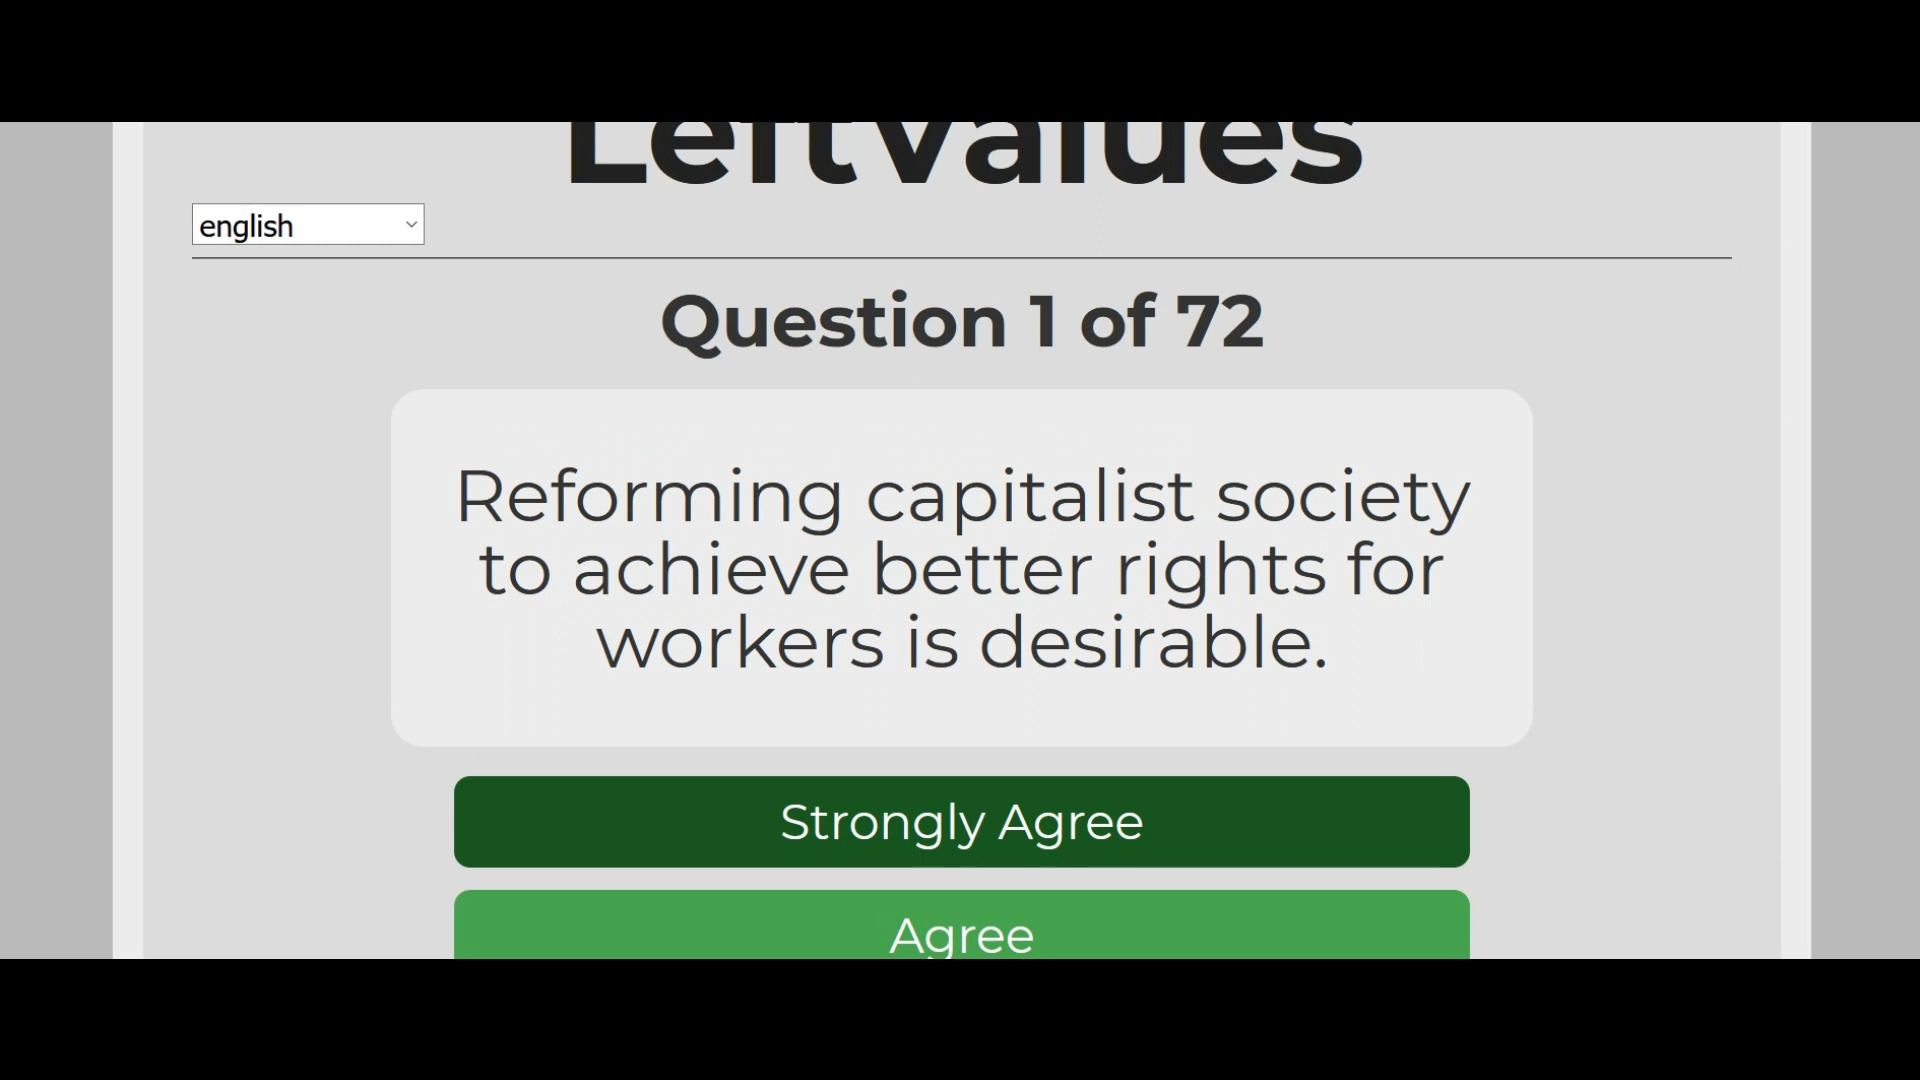 LeftValues
english
Question 1 of 72
Reforming capitalist society
to achieve better rights for
workers is desirable.
Strongly Agree
Agree